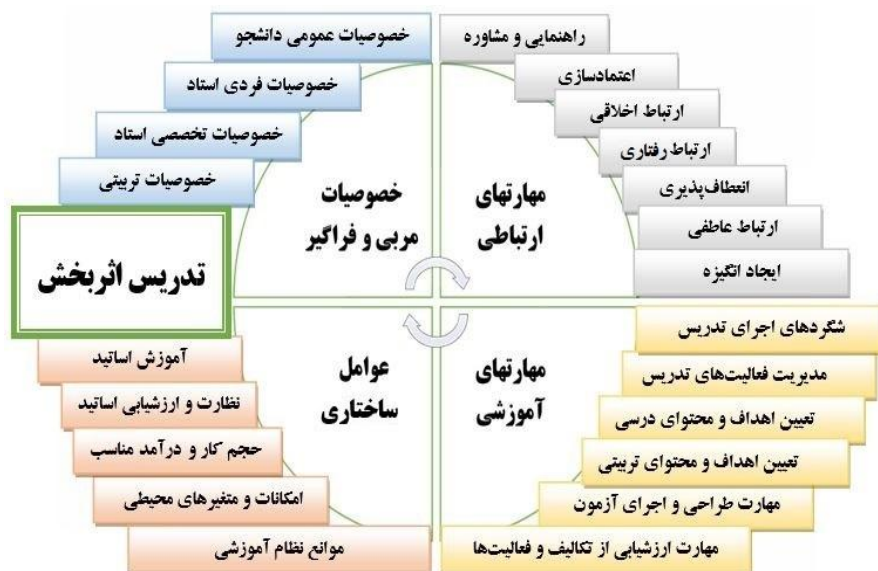 راهنمایی و مشاوره
اعتمادسازی
ارتباط اخلاقی
ارتباط رفتاری
انعطاف‌پذیری
ارتباط عاطفی
ایجاد انگیزه
مهارتهای
ارتباطی
خصوصیات عمومی دانشجو
خصوصیات فردی استاد
خصوصیات تخصصی استاد
خصوصیات تربیتی
خصوصیات
مربی و فراگیر
تدریس اثربخش
شگردهای اجرای تدریس
مدیریت فعالیت‌های تدریس
تعیین اهداف و محتوای درسی
تعیین اهداف و محتوای تربیتی
مهارت طراحی و اجرای آزمون
مهارت ارزشیابی از تکالیف و فعالیت‌ها
مهارتهای
آموزشی
عوامل
ساختاری
آموزش اساتید
نظارت و ارزشیابی اساتید
حجم کار و درآمد مناسب
امکانات و متغیرهای محیطی
موانع نظام آموزشی